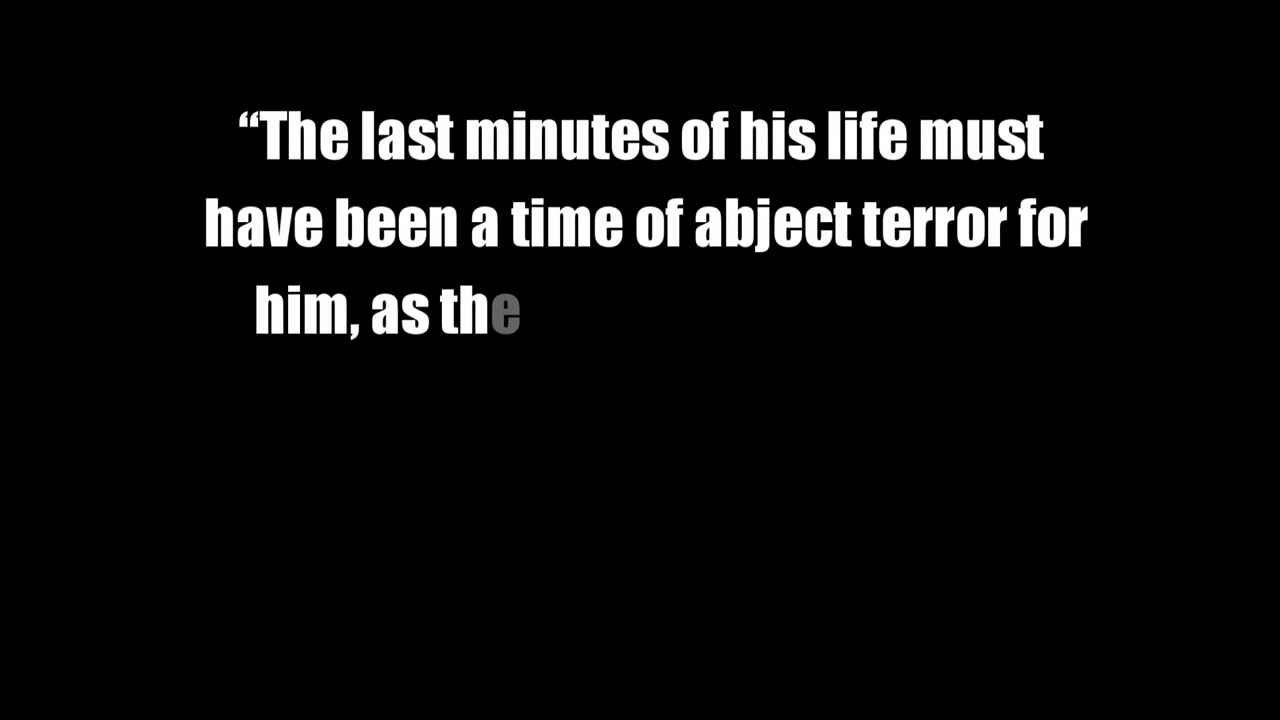 “The last minutes of his life must
have been a time of abject terror for
him, as the